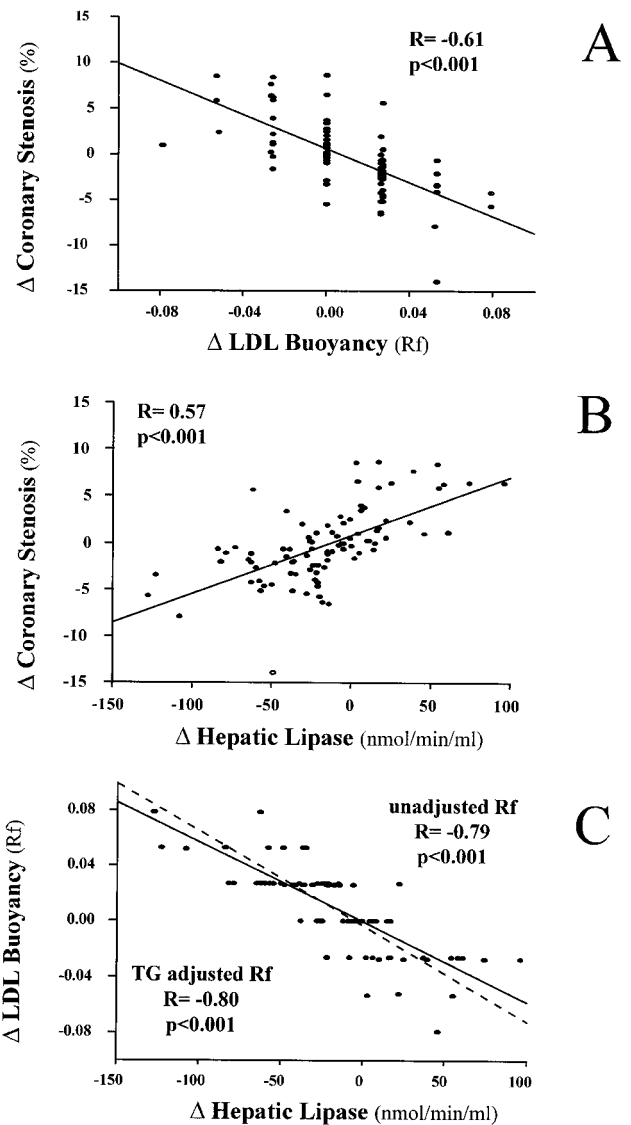 A
R= -0.61
p<0.001
15
10
5
0
-5
-10
-15
Δ Coronary Stenosis (%)
-0.08 -0.04 0.00 0.04 0.08
Δ LDL Buoyancy (Rf)
B
R= 0.57
p<0.001
15
10
5
0
-5
-10
-15
Δ Coronary Stenosis (%)
-150 -100 -50 0 50 100
Δ Hepatic Lipase (nmol/min/ml)
C
unadjusted Rf
R= -0.79
p<0.001
0.08
0.04
0.00
-0.04
-0.08
Δ LDL Buoyancy (Rf)
TG adjusted Rf
R= -0.80
p<0.001
-150 -100 -50 0 50 100
Δ Hepatic Lipase (nmol/min/ml)